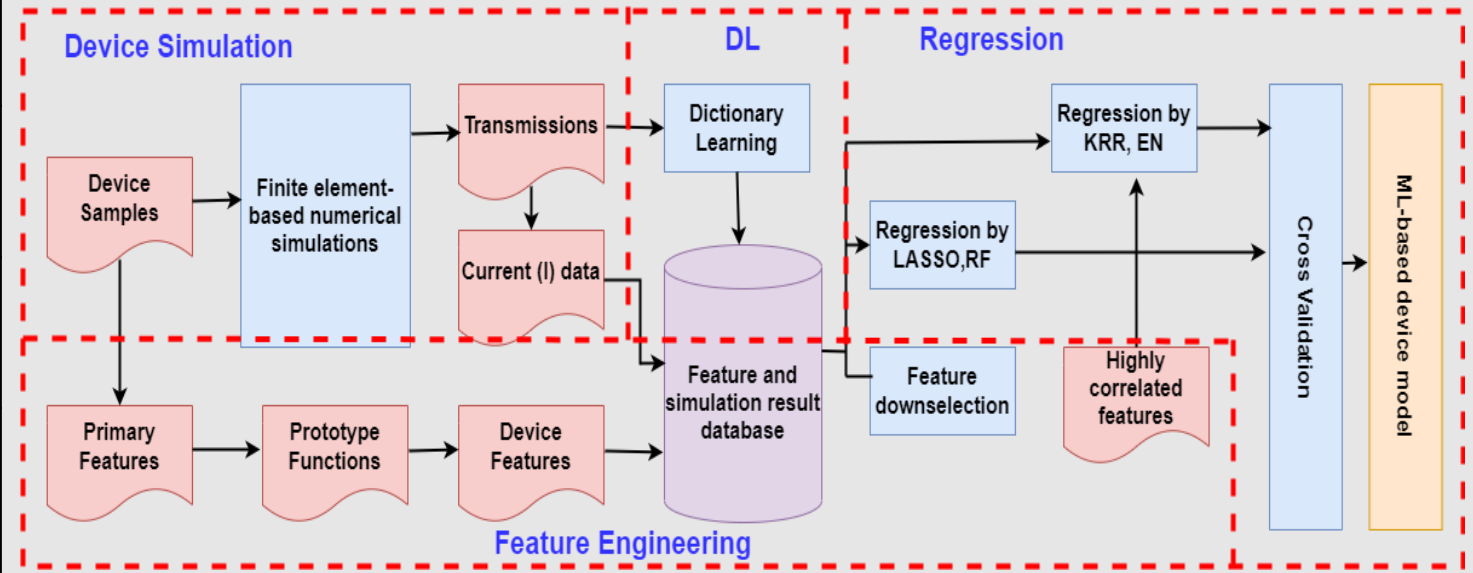 Device Simulation
DL
Regression
Device
Samples
Finite element-
based numerical
simulations
Transmissions
Current (I) data
Dictionary
Learning
Regression by
KRR, EN
Regression by
LASSO,RF
Cross Validation
ML-based device model
Primary
Features
Prototype
Functions
Device
Features
Feature and
simulation result
database
Feature
downselection
Highly
correlated
features
Feature Engineering